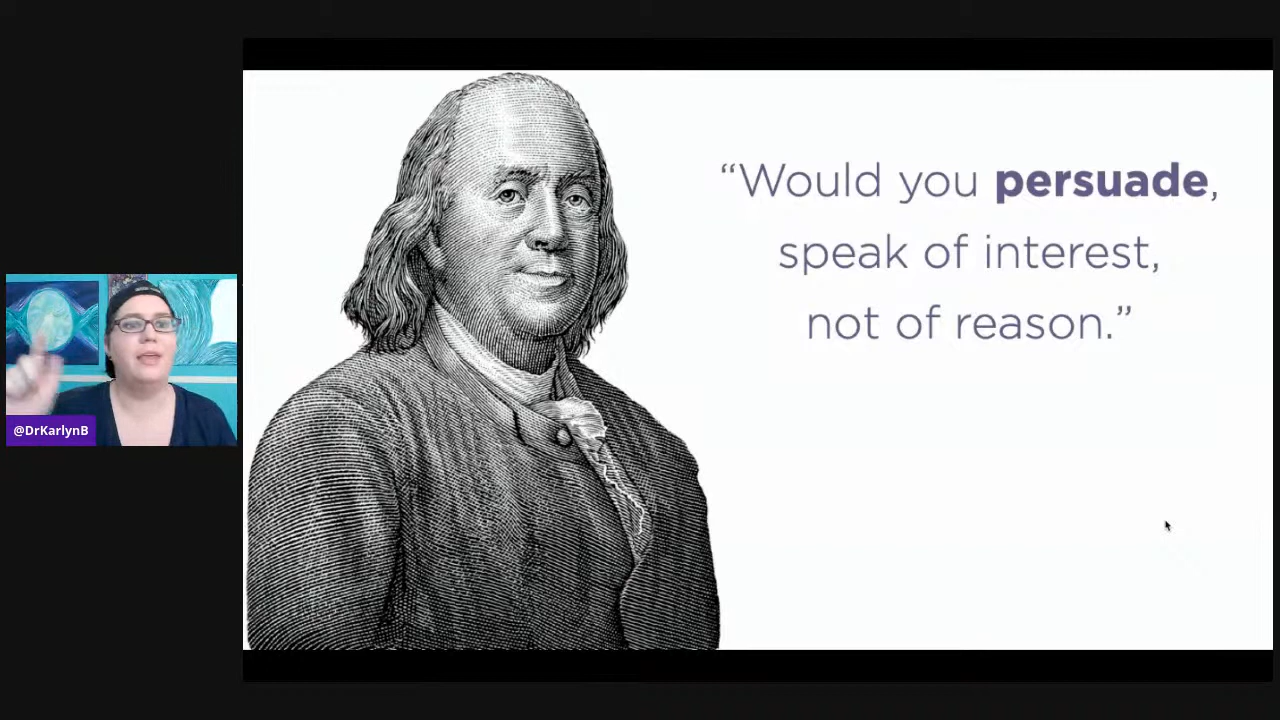 “Would you persuade,
speak of interest,
not of reason.”
@DrKarlynB